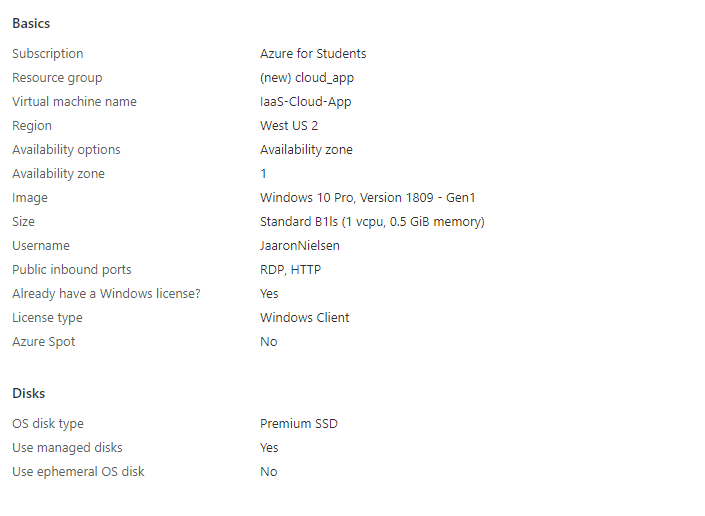 Basics
Subscription Azure for Students
Resource group (new) cloud_app
Virtual machine name IaaS-Cloud-App
Region West US 2
Availability options Availability zone
Availability zone 1
Image Windows 10 Pro, Version 1809 - Gen1
Size Standard B1ls (1 vcpu, 0.5 GiB memory)
Username JaaronNielsen
Public inbound ports RDP, HTTP
Already have a Windows license? Yes
License type Windows Client
Azure Spot No
Disks
OS disk type Premium SSD
Use managed disks Yes
Use ephemeral OS disk No